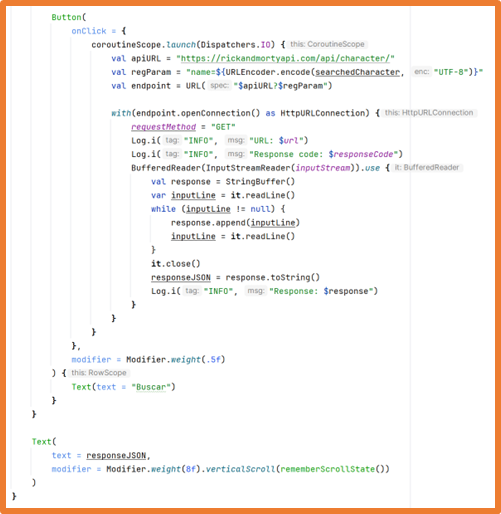 Button(
onClick = {
coroutineScope.launch(Dispatchers.IO) { this: CoroutineScope
val apiURL = "https://rickandmortyapi.com/api/character/"
val regParam = "name=${URLEncoder.encode(searchedCharacter, enc: "UTF-8")}"
val endpoint = URL( spec: "$apiURL?$regParam")
with(endpoint.openConnection() as HttpURLConnection) { this: HttpURLConnection
requestMethod = "GET"
Log.i( tag: "INFO", msg: "URL: $url")
Log.i( tag: "INFO", msg: "Response code: $responseCode")
BufferedReader(InputStreamReader(inputStream)).use { it: BufferedReader
val response = StringBuffer()
var inputLine = it.readLine()
while (inputLine != null) {
response.append(inputLine)
inputLine = it.readLine()
}
it.close()
responseJSON = response.toString()
Log.i( tag: "INFO", msg: "Response: $response")
}
}
}
},
modifier = Modifier.weight(.5f)
) { this: RowScope
Text(text = "Buscar")
}
}
Text(
text = responseJSON,
modifier = Modifier.weight(8f).verticalScroll(rememberScrollState())
)
}